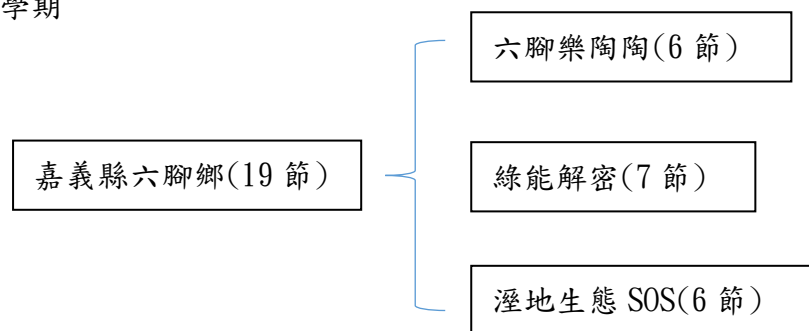 學期
六腳樂陶陶(6 節)
嘉義縣六腳鄉(19 節)
綠能解密(7 節)
溼地生態 SOS(6 節)